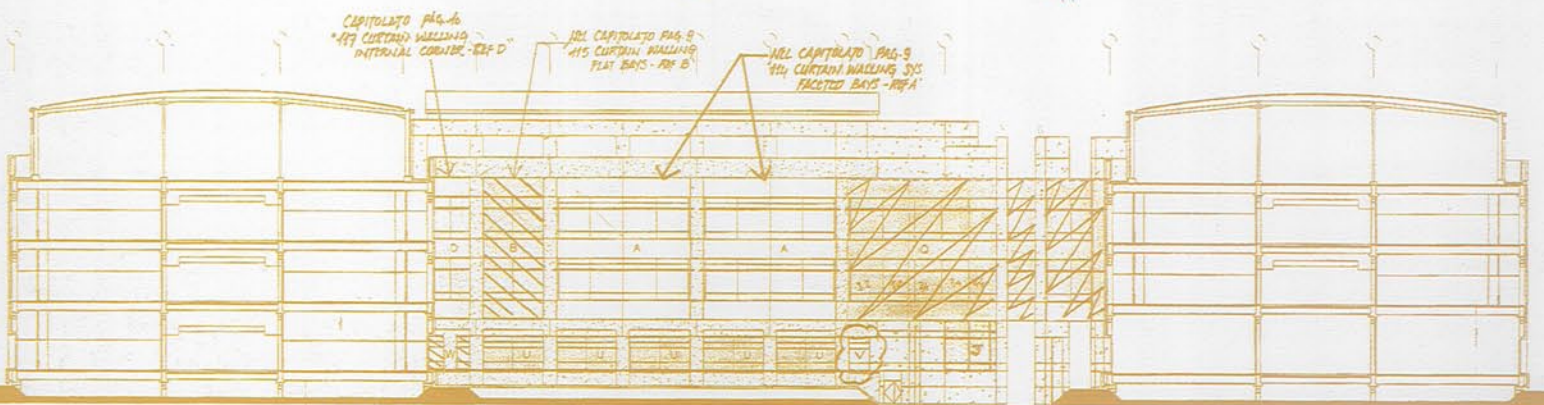 CAPITOLATO PAG. 10
"117 CURTAIN WALLING
INTERNAL CORNER - REF D"
NEL CAPITOLATO PAG. 9
115 CURTAIN WALLING
FLAT BAYS - REF B
NEL CAPITOLATO PAG. 9
"114 CURTAIN WALLING SYS
FACETED BAYS - REF A"
D B A A Q
W U U U U U V J